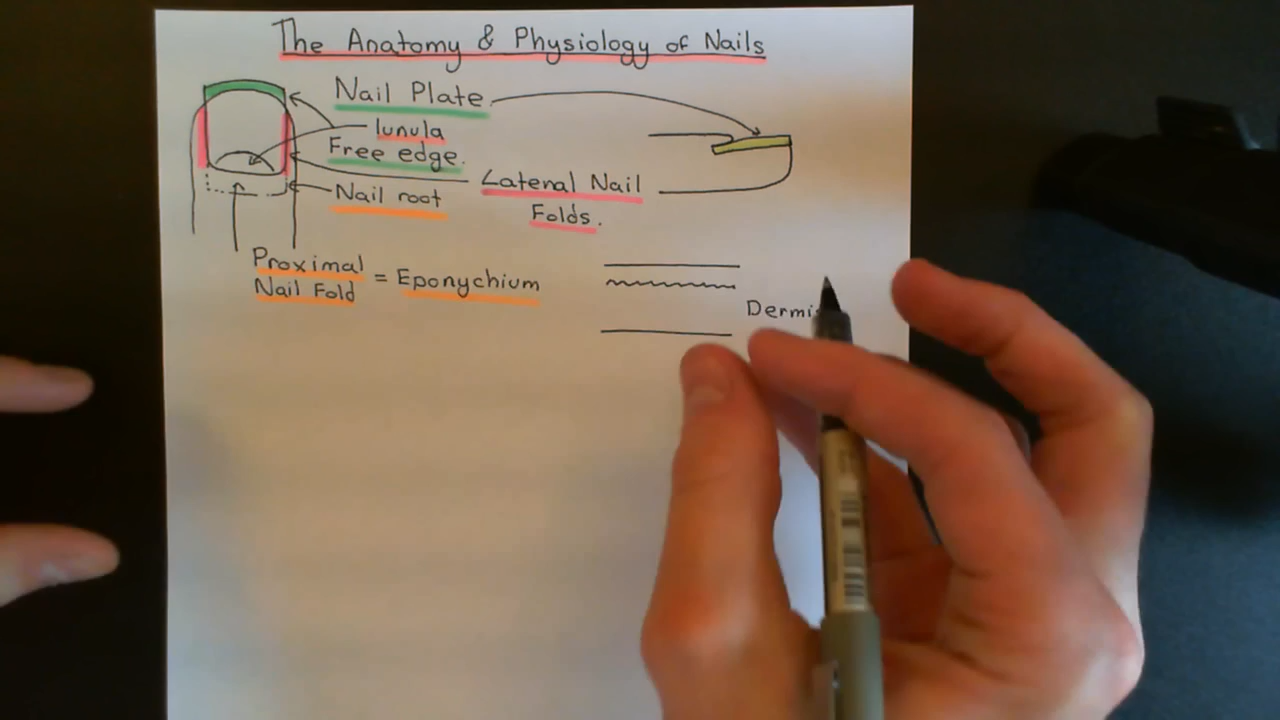 The Anatomy & Physiology of Nails
Nail Plate.
lunula
Free edge.
Lateral Nail
Folds.
Nail root
Proximal
Nail Fold
= Eponychium